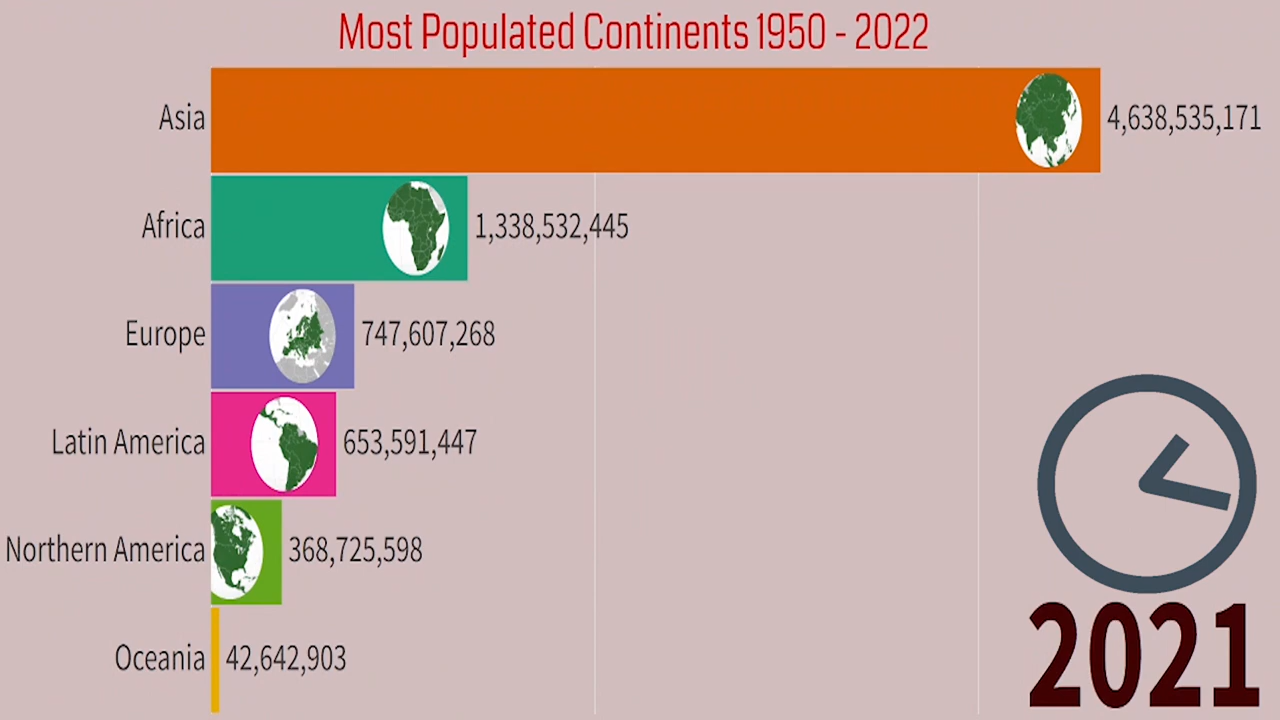 Most Populated Continents 1950 - 2022
Asia 4,638,535,171
Africa 1,338,532,445
Europe 747,607,268
Latin America 653,591,447
Northern America 368,725,598
Oceania 42,642,903
2021